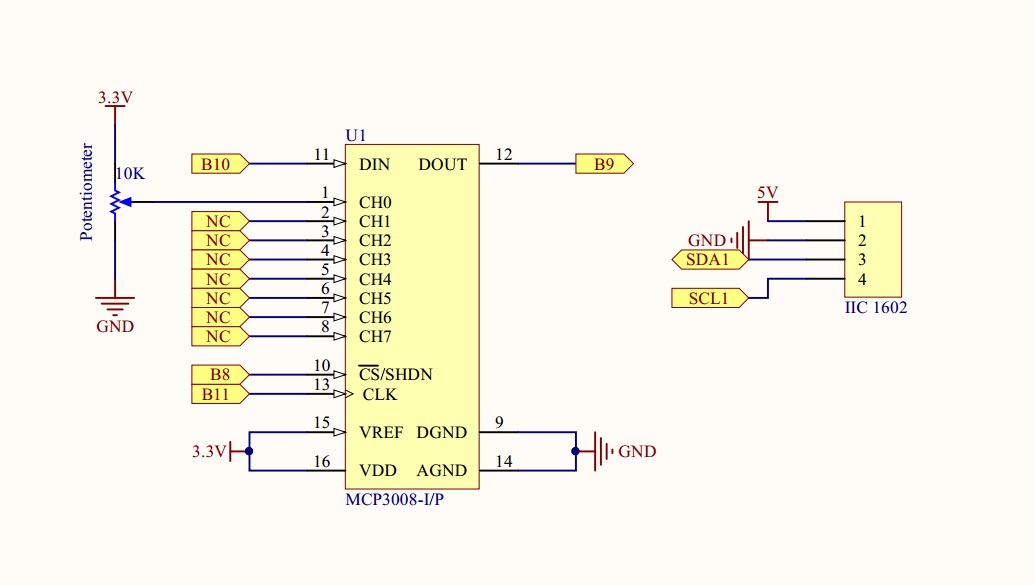 3.3V
Potentiometer
10K
GND
U1
B10
11
DIN
DOUT
12
B9
1
CH0
NC
2
CH1
NC
3
CH2
NC
4
CH3
NC
5
CH4
NC
6
CH5
NC
7
CH6
NC
8
CH7
B8
10
CS/SHDN
B11
13
CLK
3.3V
15
VREF
DGND
9
16
VDD
AGND
14
GND
MCP3008-I/P
5V
GND
SDA1
SCL1
1
2
3
4
IIC 1602